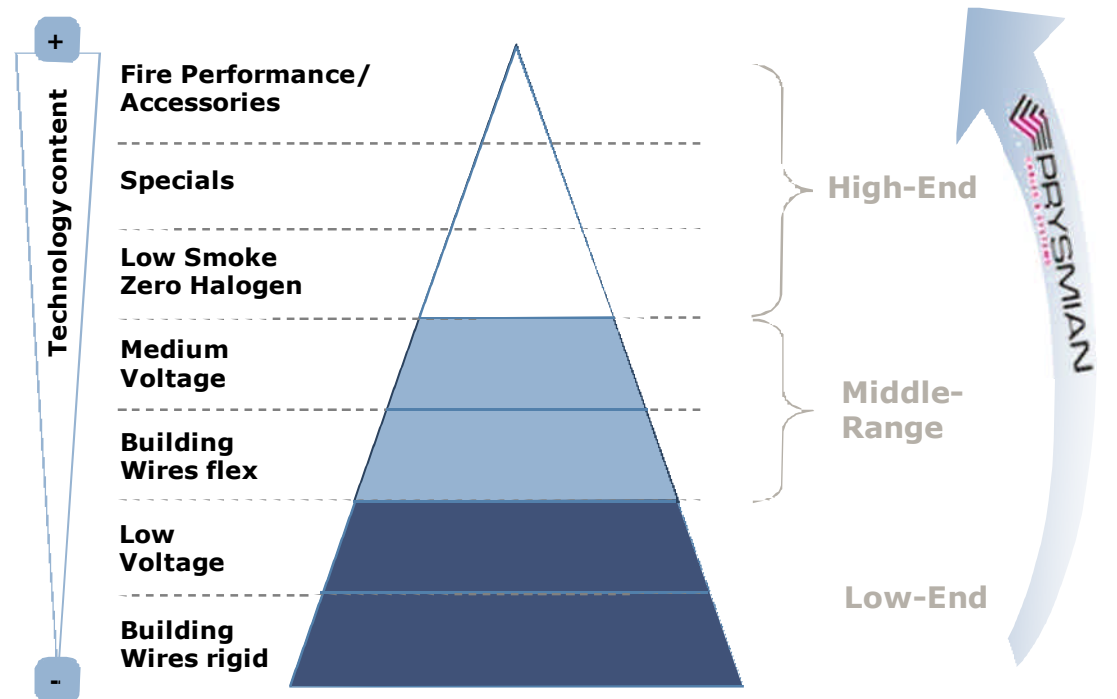 +
Technology content
-
Fire Performance/
Accessories
Specials
Low Smoke
Zero Halogen
Medium
Voltage
Building
Wires flex
Low
Voltage
Building
Wires rigid
High-End
Middle-
Range
Low-End
PRYSMIAN